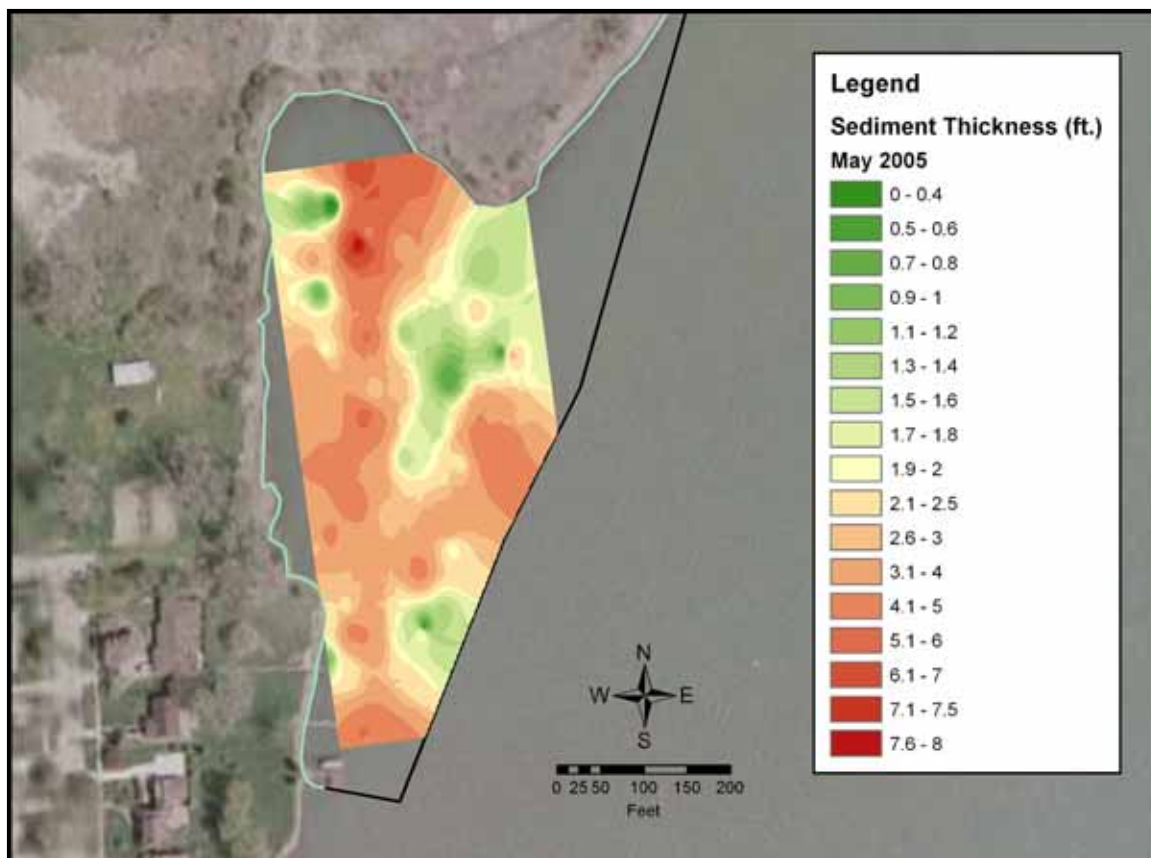 Legend
Sediment Thickness (ft.)
May 2005
0 - 0.4
0.5 - 0.6
0.7 - 0.8
0.9 - 1
1.1 - 1.2
1.3 - 1.4
1.5 - 1.6
1.7 - 1.8
1.9 - 2
2.1 - 2.5
2.6 - 3
3.1 - 4
4.1 - 5
5.1 - 6
6.1 - 7
7.1 - 7.5
7.6 - 8
N
W E
S
0 25 50 100 150 200
Feet